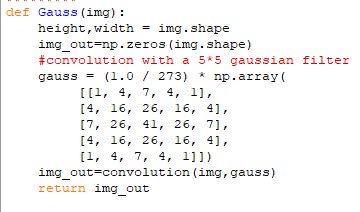 def Gauss(img):
    height,width = img.shape
    img_out=np.zeros(img.shape)
    #convolution with a 5*5 gaussian filter
    gauss = (1.0 / 273) * np.array(
        [[1, 4, 7, 4, 1],
        [4, 16, 26, 16, 4],
        [7, 26, 41, 26, 7],
        [4, 16, 26, 16, 4],
        [1, 4, 7, 4, 1]])
    img_out=convolution(img,gauss)
    return img_out